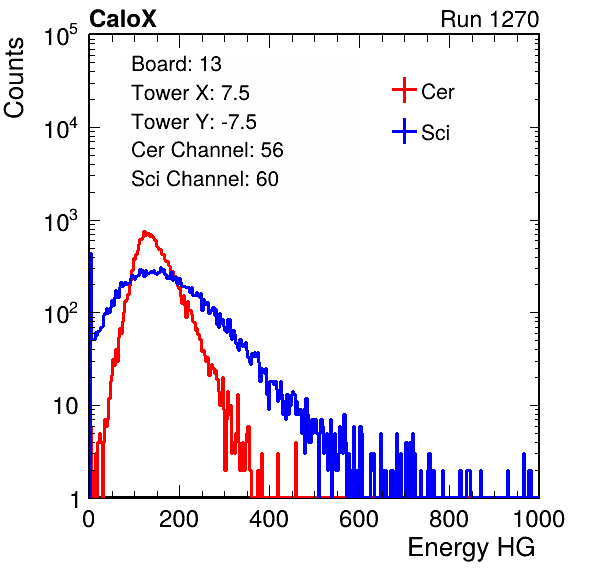 CaloX Run 1270
Counts
10^5
10^4
10^3
10^2
10
1
Board: 13
Tower X: 7.5
Tower Y: -7.5
Cer Channel: 56
Sci Channel: 60
Cer
Sci
0 200 400 600 800 1000
Energy HG